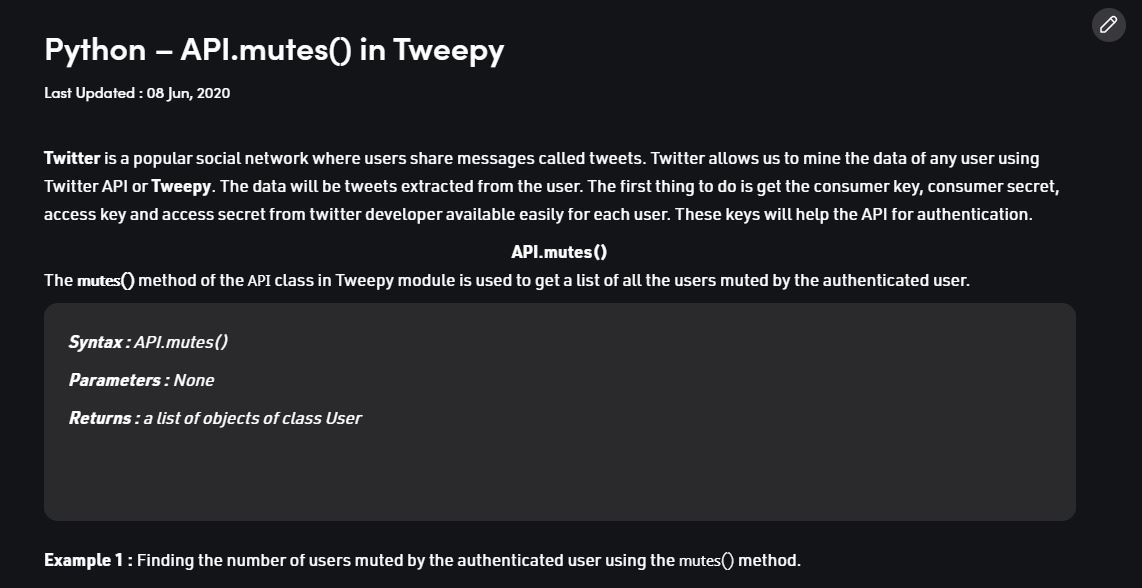 Python – API.mutes() in Tweepy
Last Updated : 08 Jun, 2020
Twitter is a popular social network where users share messages called tweets. Twitter allows us to mine the data of any user using
Twitter API or Tweepy. The data will be tweets extracted from the user. The first thing to do is get the consumer key, consumer secret,
access key and access secret from twitter developer available easily for each user. These keys will help the API for authentication.
API.mutes()
The mutes() method of the API class in Tweepy module is used to get a list of all the users muted by the authenticated user.
Syntax : API.mutes()
Parameters : None
Returns : a list of objects of class User
Example 1 : Finding the number of users muted by the authenticated user using the mutes() method.